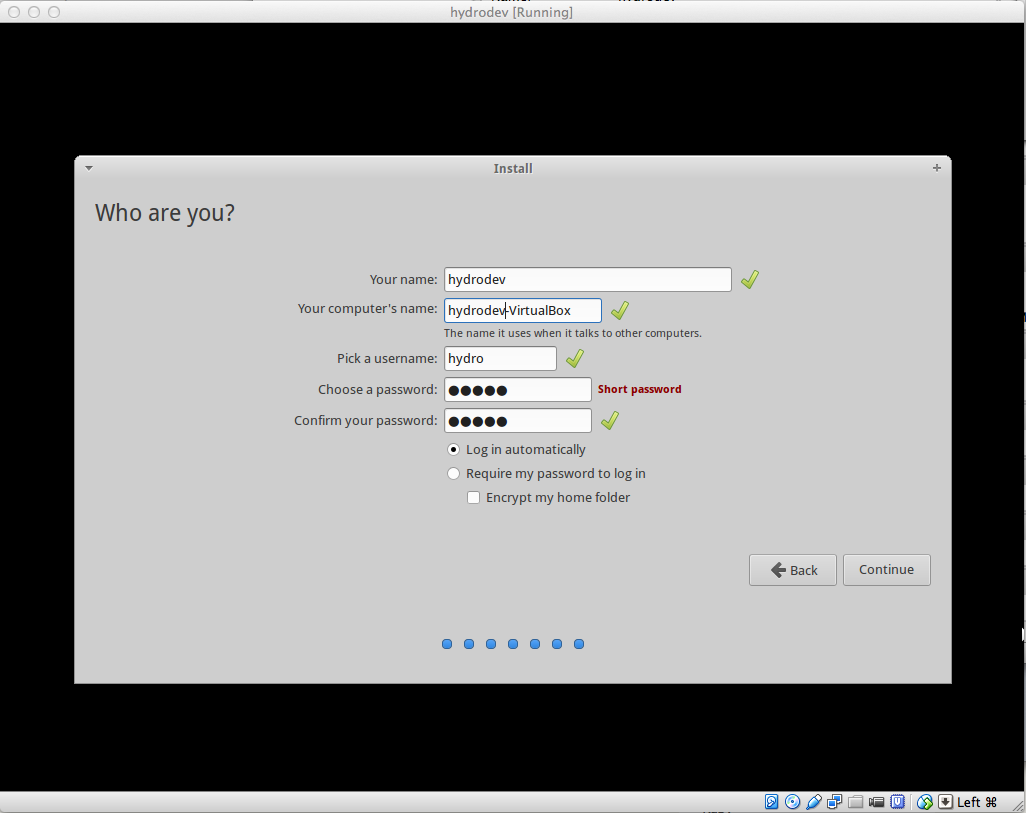 hydrodev [Running]
Install
Who are you?
Your name: hydrodev
Your computer's name: hydrodev-VirtualBox
The name it uses when it talks to other computers.
Pick a username: hydro
Choose a password: ●●●●● Short password
Confirm your password: ●●●●●
Log in automatically
Require my password to log in
Encrypt my home folder
Back Continue
Left ⌘